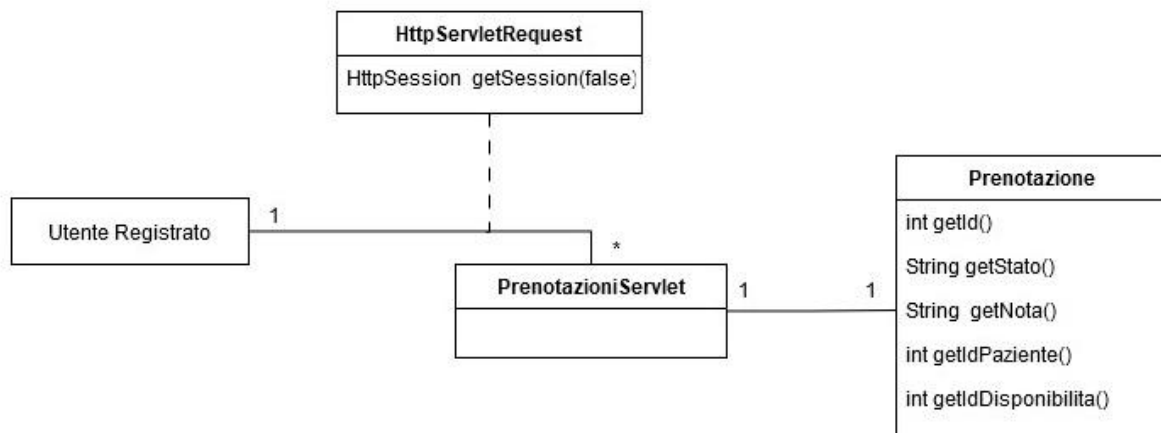 HttpServletRequest
HttpSession getSession(false)
Utente Registrato
1
*
PrenotazioniServlet
1
1
Prenotazione
int getId()
String getStato()
String getNota()
int getIdPaziente()
int getIdDisponibilita()